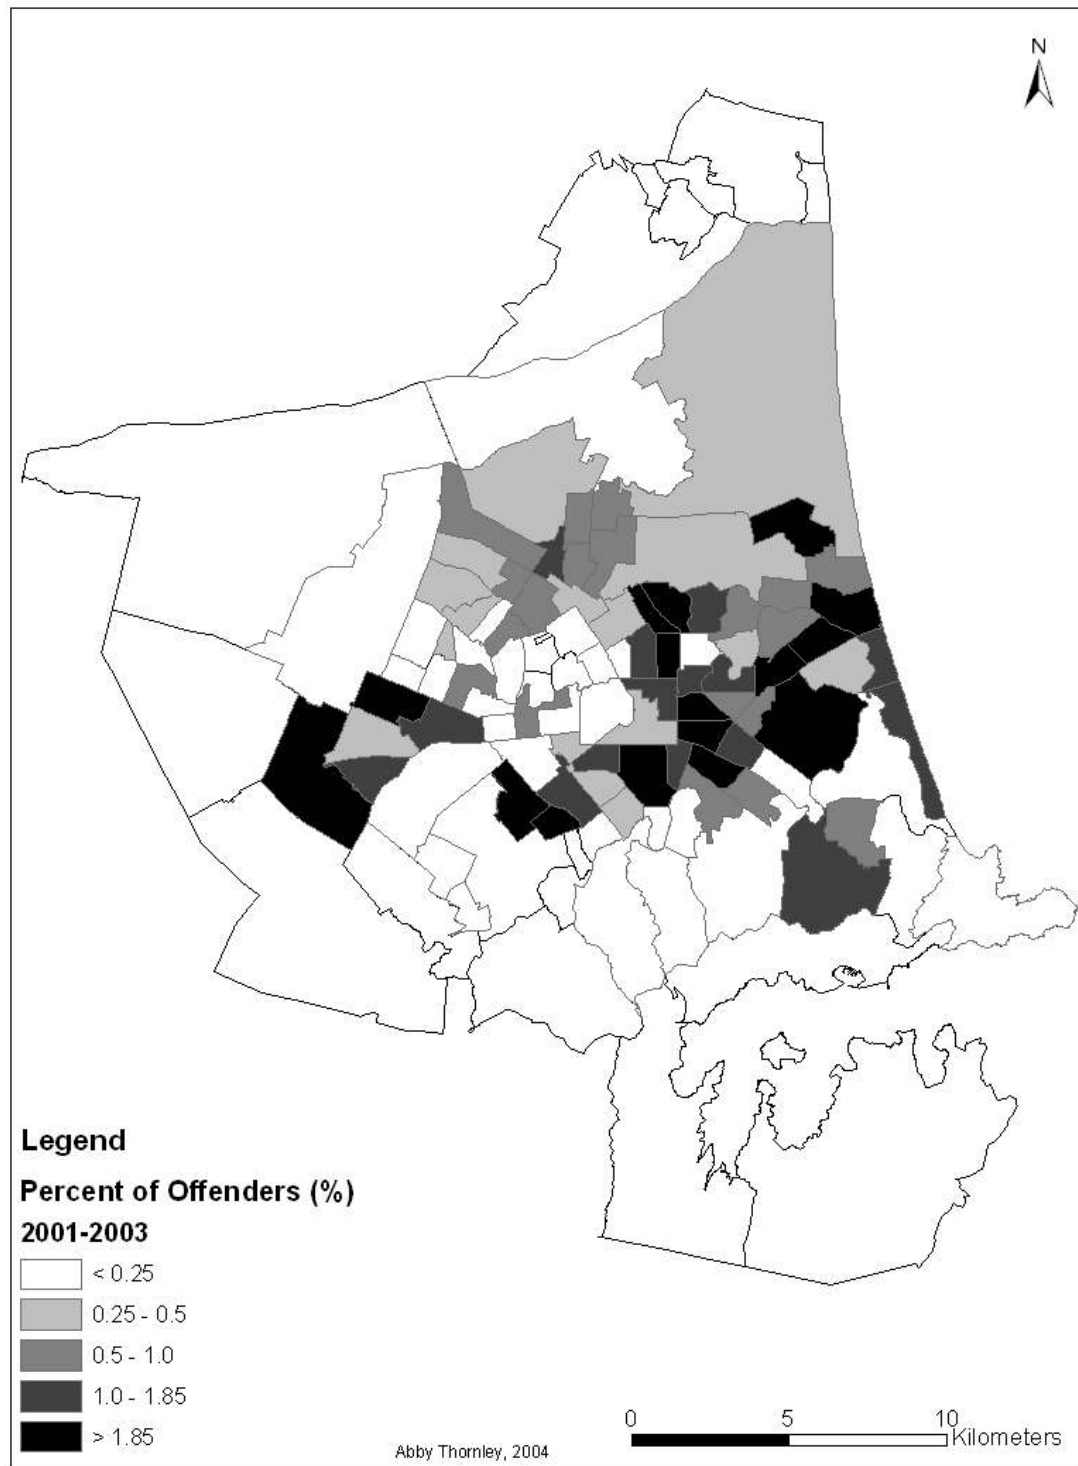 N
Legend
Percent of Offenders (%)
2001-2003
< 0.25
0.25 - 0.5
0.5 - 1.0
1.0 - 1.85
> 1.85
Abby Thornley, 2004
0 5 10
Kilometers